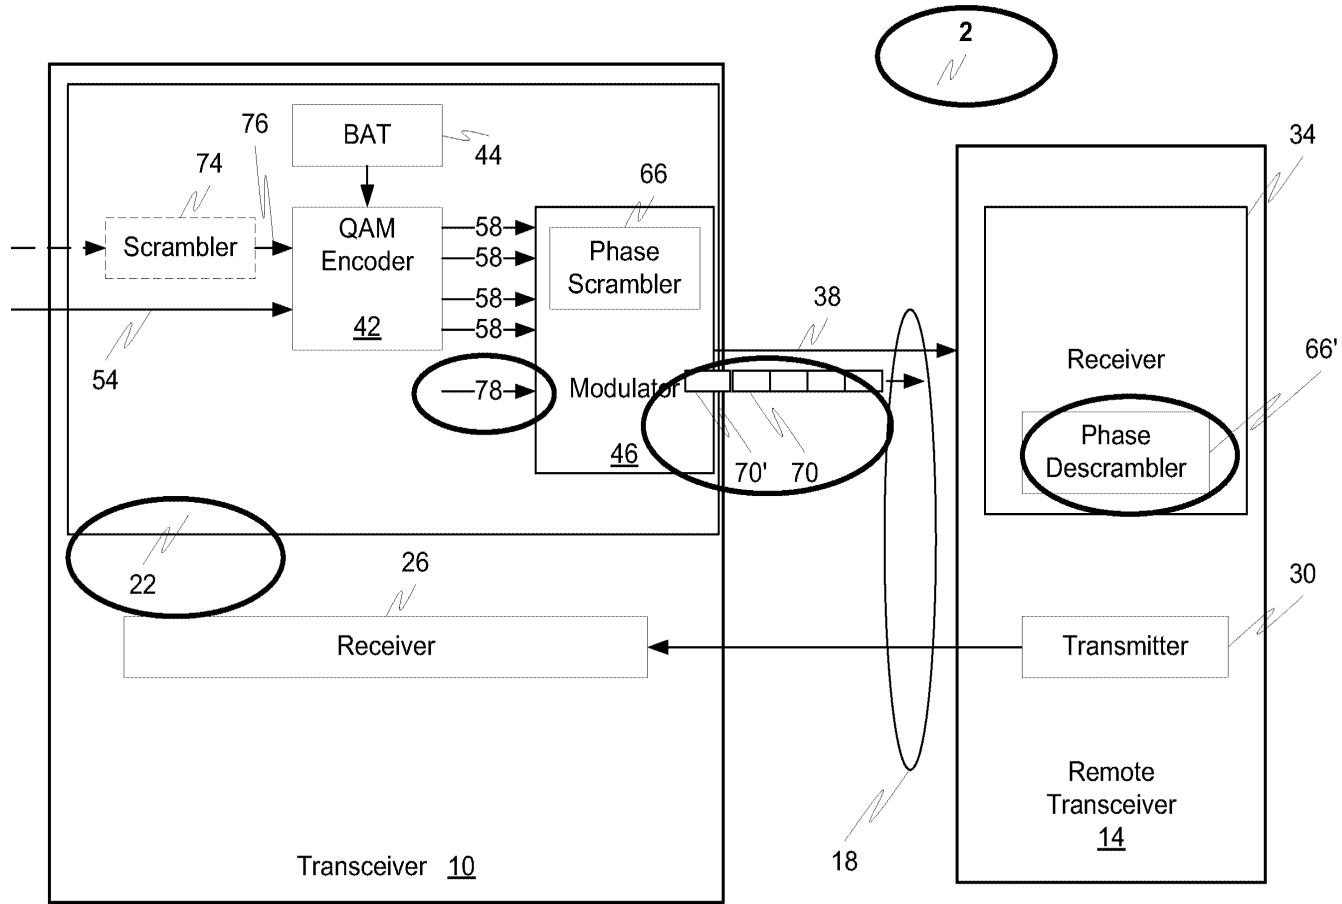 2
76
BAT
44
34
74
66
Scrambler
QAM
Encoder
42
58
58
58
58
Phase
Scrambler
38
54
78
Modulator
46
70'
70
Receiver
66'
Phase
Descrambler
22
26
Receiver
30
Transmitter
Remote
Transceiver
14
18
Transceiver 10